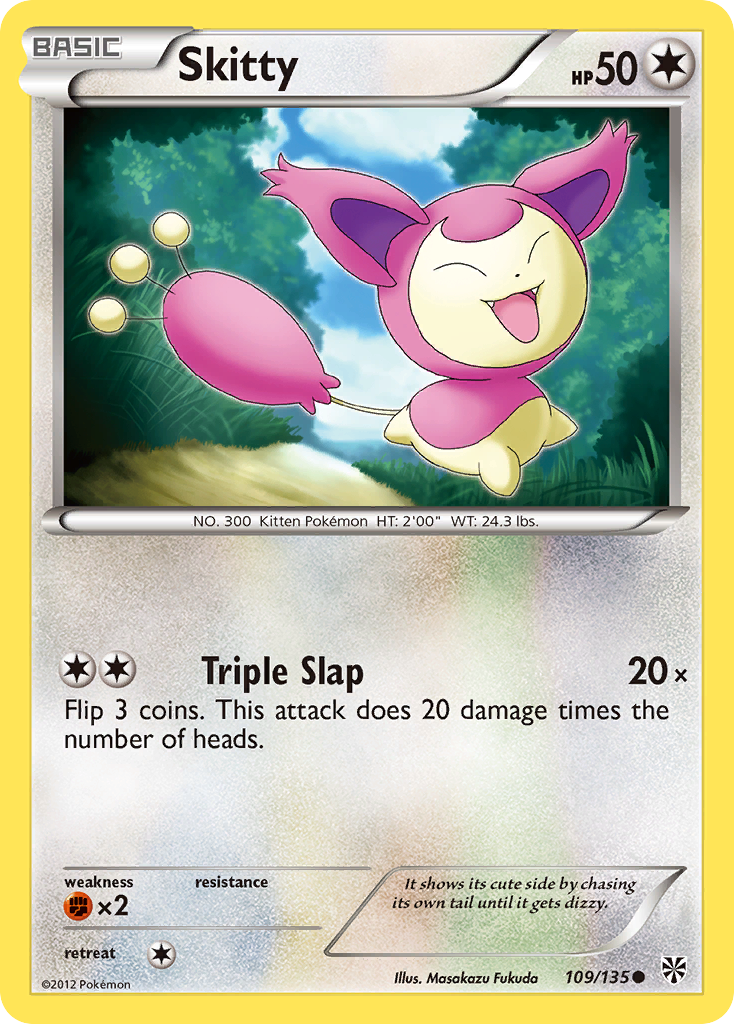 BASIC
Skitty
HP50
NO. 300 Kitten Pokémon HT: 2'00" WT: 24.3 lbs.
Triple Slap 20×
Flip 3 coins. This attack does 20 damage times the
number of heads.
weakness resistance
×2
It shows its cute side by chasing
its own tail until it gets dizzy.
retreat
©2012 Pokémon
Illus. Masakazu Fukuda 109/135